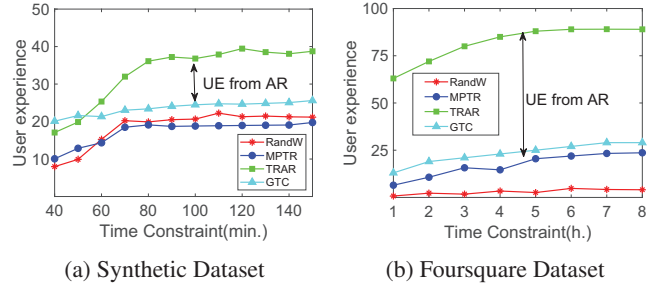 50
40
30
20
10
User experience
UE from AR
RandW
MPTR
TRAR
GTC
40 60 80 100 120 140
Time Constraint(min.)
(a) Synthetic Dataset
100
75
50
25
User experience
RandW
MPTR
TRAR
GTC
UE from AR
1 2 3 4 5 6 7 8
Time Constraint(h.)
(b) Foursquare Dataset